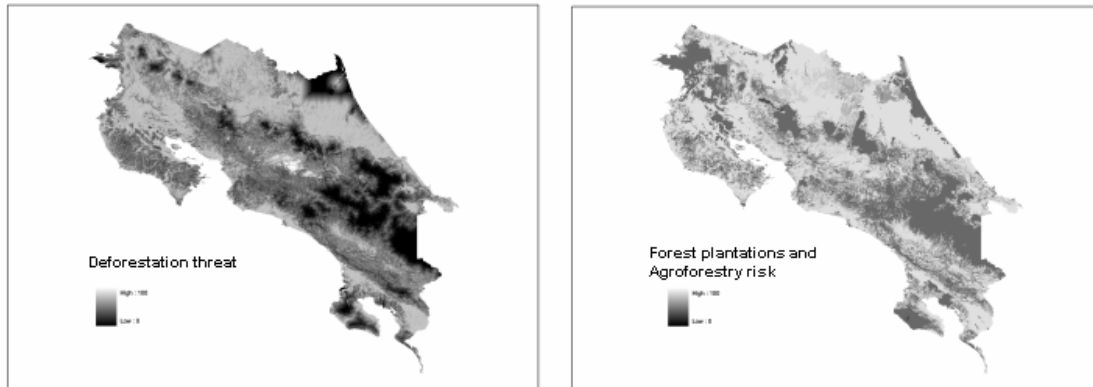 Deforestation threat
High : 100
Low : 0
Forest plantations and
Agroforestry risk
High : 100
Low : 0